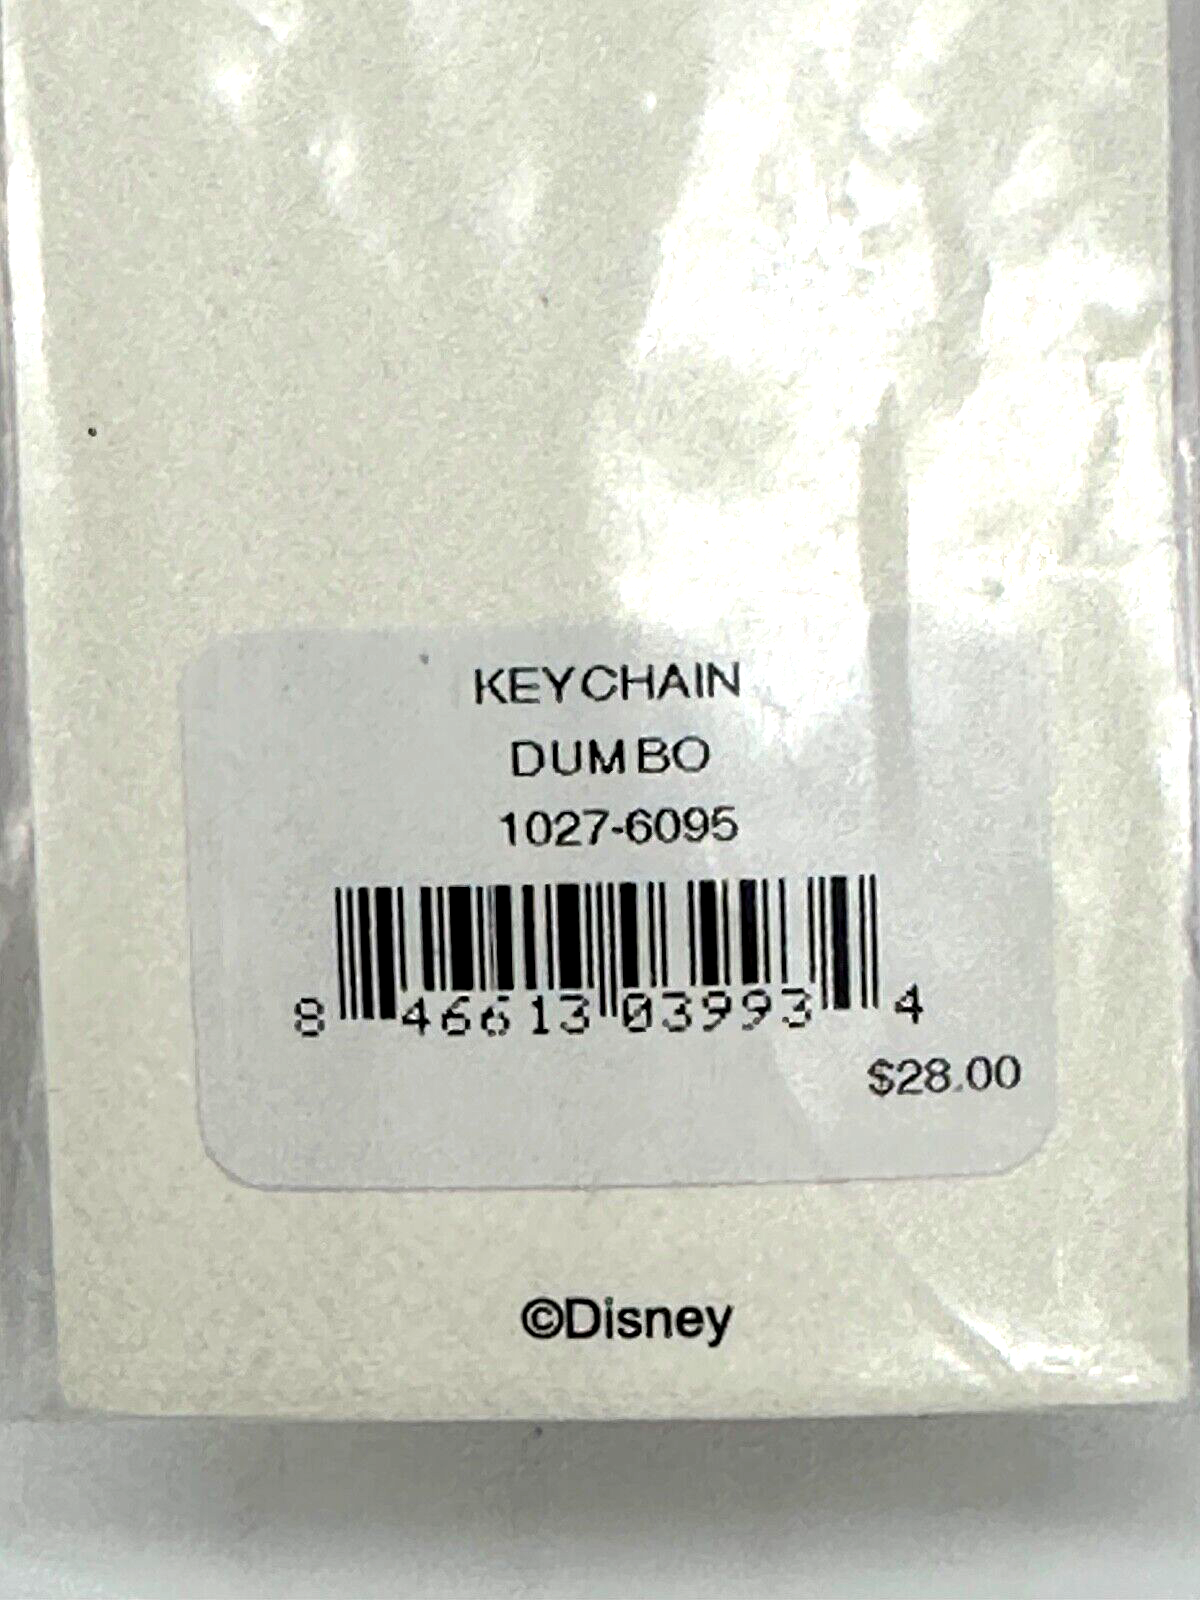 KEYCHAIN
DUMBO
1027-6095
8 46613 03993 4
$28.00
©Disney